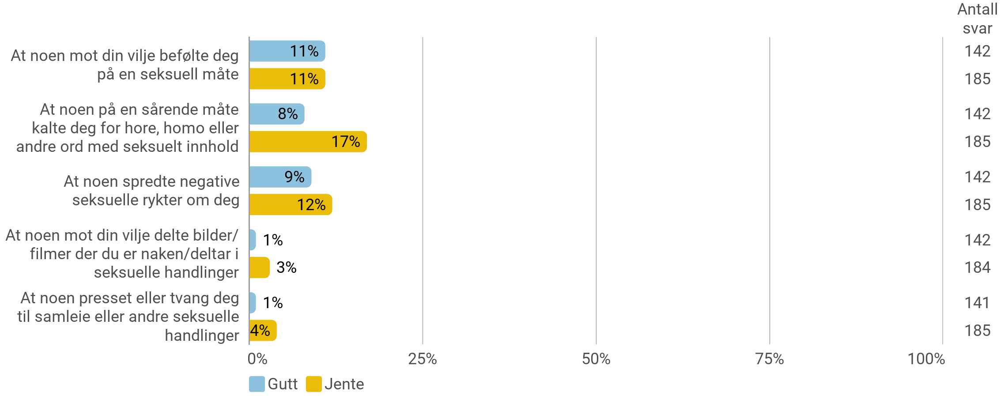 Antall
svar
At noen mot din vilje befølte deg
på en seksuell måte
11%
142
11%
185
At noen på en sårende måte
kalte deg for hore, homo eller
andre ord med seksuelt innhold
8%
142
17%
185
At noen spredte negative
seksuelle rykter om deg
9%
142
12%
185
At noen mot din vilje delte bilder/
filmer der du er naken/deltar i
seksuelle handlinger
1%
142
3%
184
At noen presset eller tvang deg
til samleie eller andre seksuelle
handlinger
1%
141
4%
185
0% 25% 50% 75% 100%
Gutt Jente